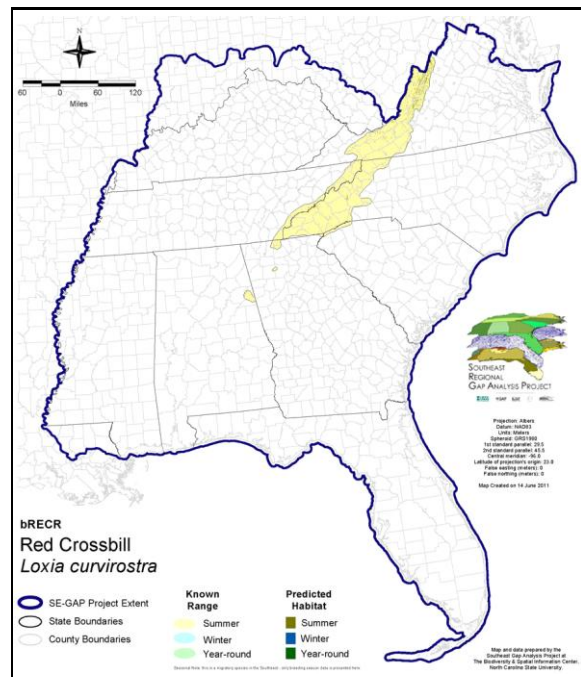 N
60 0 60 120
Miles
SOUTHEAST
REGIONAL
GAP ANALYSIS PROJECT
Projection: Albers
Datum: NAD83
Units: Meters
Spheroid: GRS1980
1st standard parallel: 29.5
2nd standard parallel: 45.5
Central meridian: -96.0
Latitude of projection's origin: 23.0
False easting (meters): 0
False northing (meters): 0
Map Created on 14 June 2011
bRECR
Red Crossbill
Loxia curvirostra
SE-GAP Project Extent
State Boundaries
County Boundaries
Known
Range
Summer
Winter
Year-round
Predicted
Habitat
Summer
Winter
Year-round
Map and data prepared by the
Southeast Gap Analysis Project at
The Biodiversity & Spatial Information Center,
North Carolina State University.